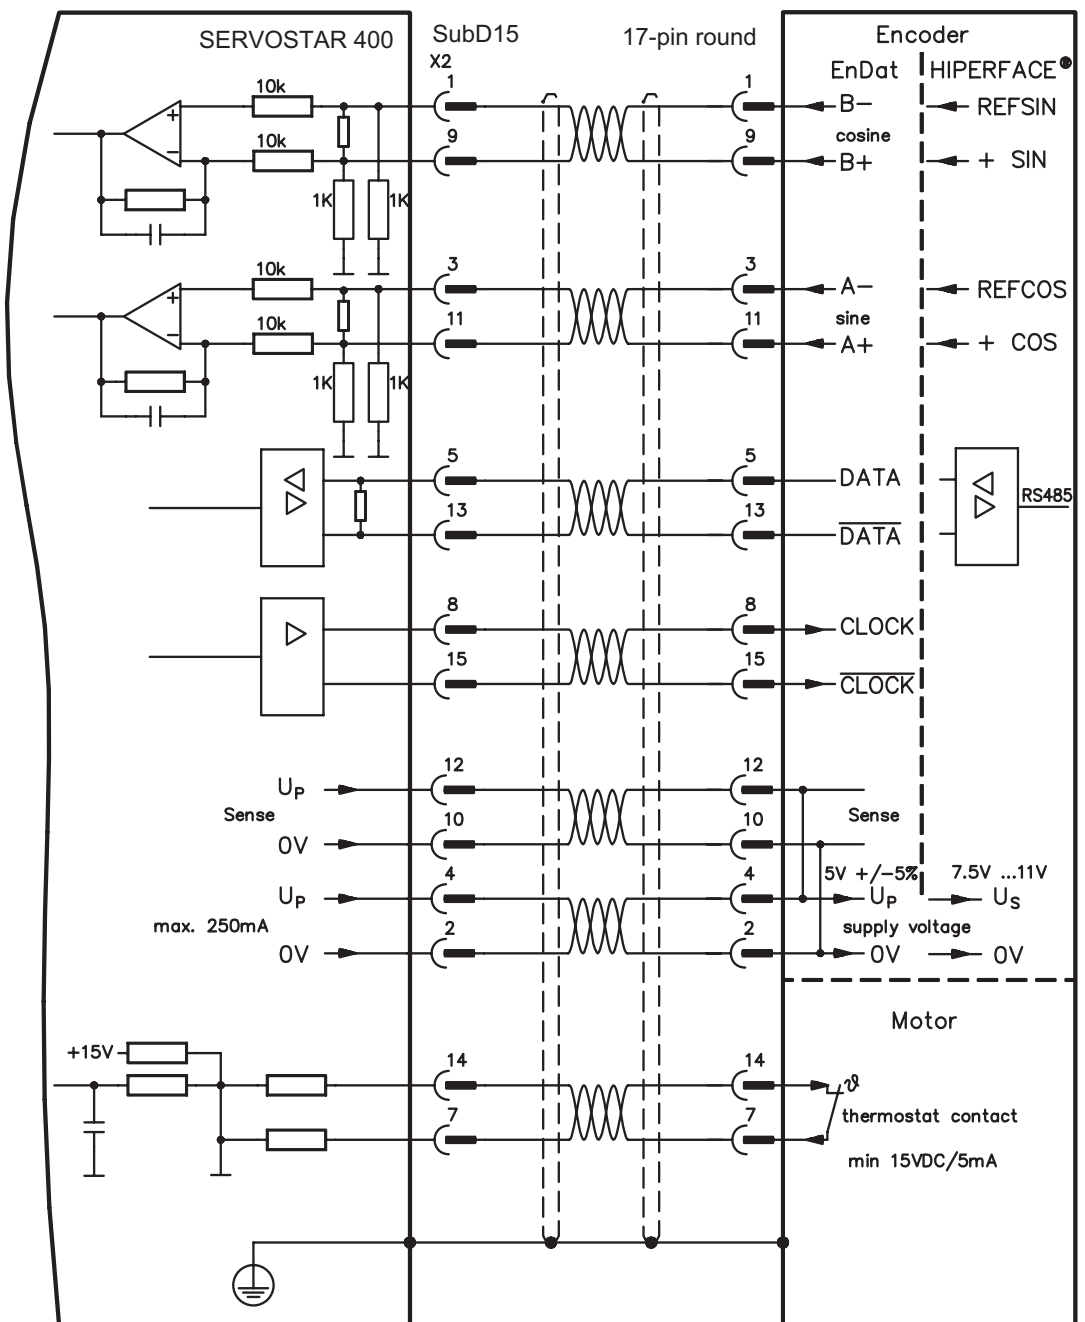 SERVOSTAR 400
SubD15
17-pin round
Encoder
X2
EnDat
HIPERFACE®
10k
1
1
B-
REFSIN
cosine
10k
9
9
B+
+ SIN
1K
1K
10k
3
3
A-
REFCOS
sine
10k
11
11
A+
+ COS
1K
1K
5
5
DATA
RS485
13
13
DATA
8
8
CLOCK
15
15
CLOCK
UP
12
12
Sense
Sense
0V
10
10
5V +/-5%
7.5V ...11V
UP
4
4
UP
US
max. 250mA
supply voltage
0V
2
2
0V
0V
Motor
+15V
14
14
ϑ
7
7
thermostat contact
min 15VDC/5mA
+
-
+
-